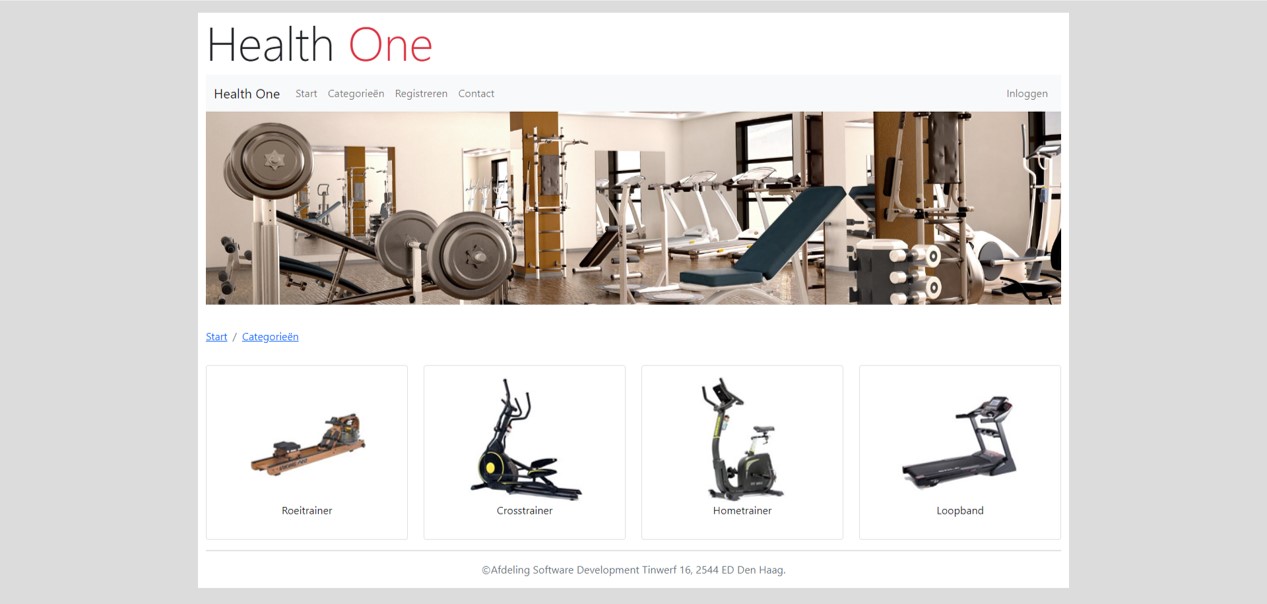 Health One
Health One Start Categorieën Registreren Contact Inloggen
Start / Categorieën
Roeitrainer Crosstrainer Hometrainer Loopband
©Afdeling Software Development Tinwerf 16, 2544 ED Den Haag.